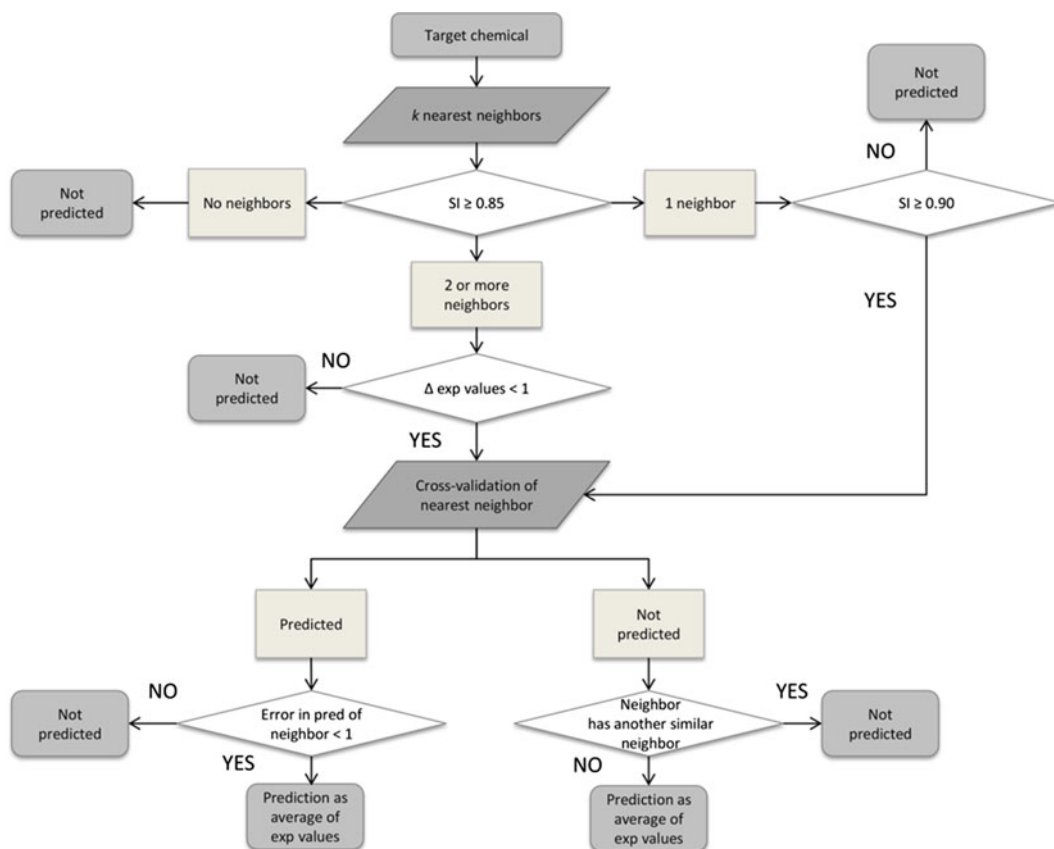 Target chemical
k nearest neighbors
Not
predicted
NO
Not
predicted
No neighbors
SI ≥ 0.85
1 neighbor
SI ≥ 0.90
2 or more
neighbors
YES
NO
Not
predicted
Δ exp values < 1
YES
Cross-validation of
nearest neighbor
Predicted
Not
predicted
NO
Not
predicted
Error in pred of
neighbor < 1
YES
Prediction as
average of
exp values
Neighbor
has another similar
neighbor
YES
Not
predicted
NO
Prediction as
average of
exp values